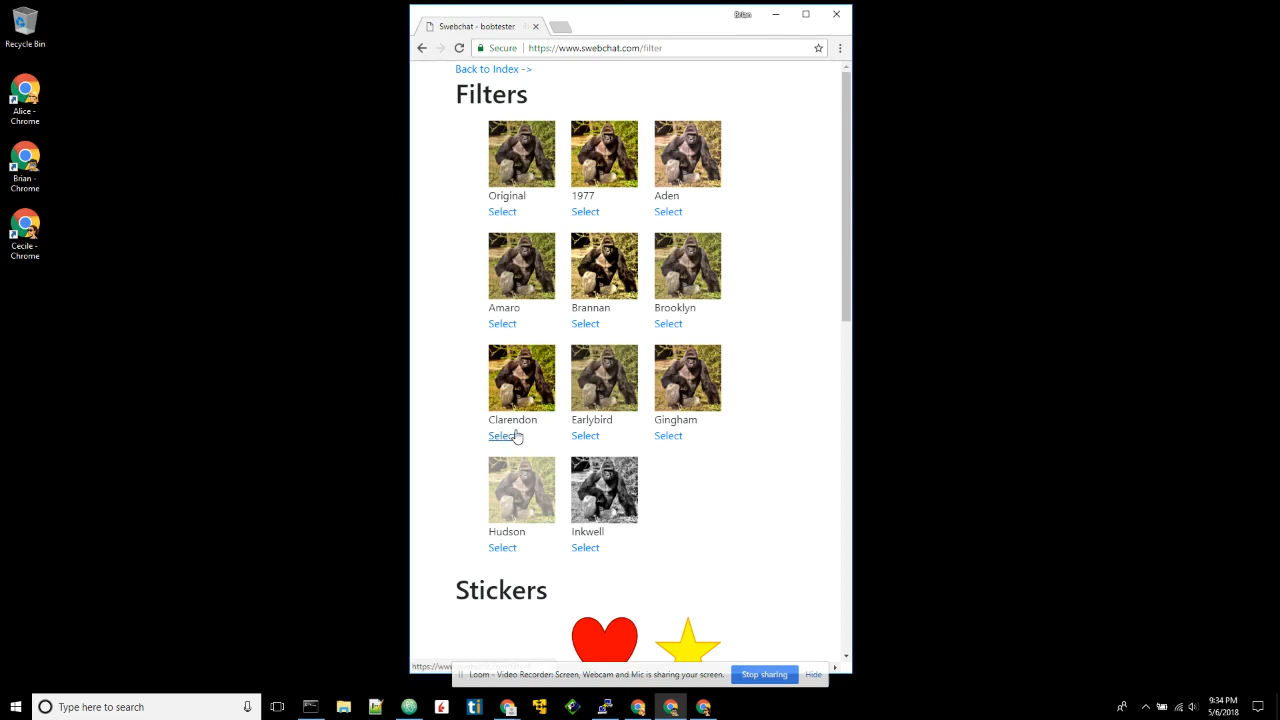 Recycle Bin
Alice -
Chrome
Brian -
Chrome
Cecile -
Chrome
Brian
Swebchat - bobtester
Secure
https://www.swebchat.com/filter
Back to Index ->
Filters
Original
1977
Aden
Select
Select
Select
Amaro
Brannan
Brooklyn
Select
Select
Select
Clarendon
Earlybird
Gingham
Select
Select
Select
Hudson
Inkwell
Select
Select
Stickers
Loom - Video Recorder: Screen, Webcam and Mic is sharing your screen.
Stop sharing
Hide
Type here to search
9:34 PM
5/6/2018